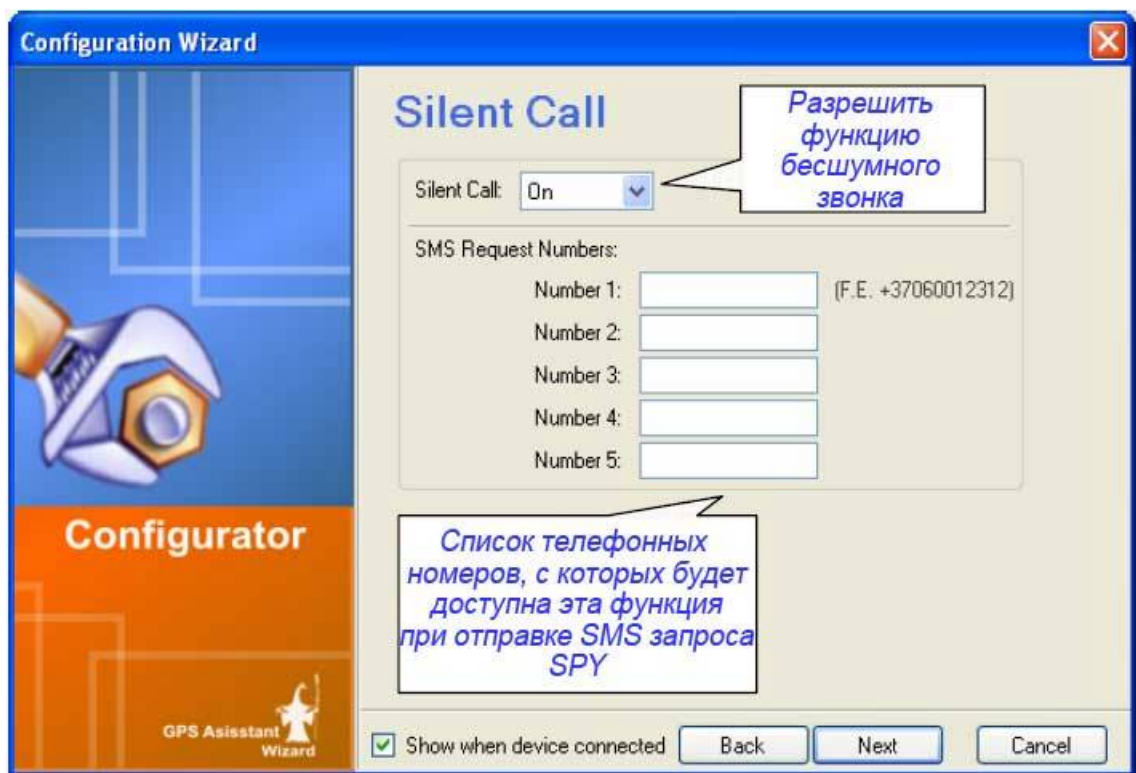 Configuration Wizard
Silent Call
Разрешить
функцию
бесшумного
звонка
Silent Call: On
SMS Request Numbers:
Number 1: (F.E. +37060012312)
Number 2:
Number 3:
Number 4:
Number 5:
Configurator
Список телефонных
номеров, с которых будет
доступна эта функция
при отправке SMS запроса
SPY
GPS Asisstant
Wizard
Show when device connected Back Next Cancel